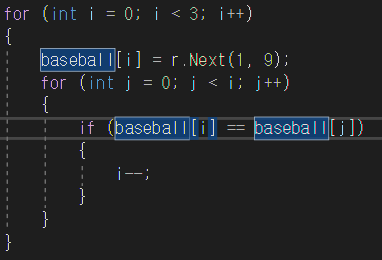 for (int i = 0; i < 3; i++)
{
baseball[i] = r.Next(1, 9);
for (int j = 0; j < i; j++)
{
if (baseball[i] == baseball[j])
{
i--;
}
}
}